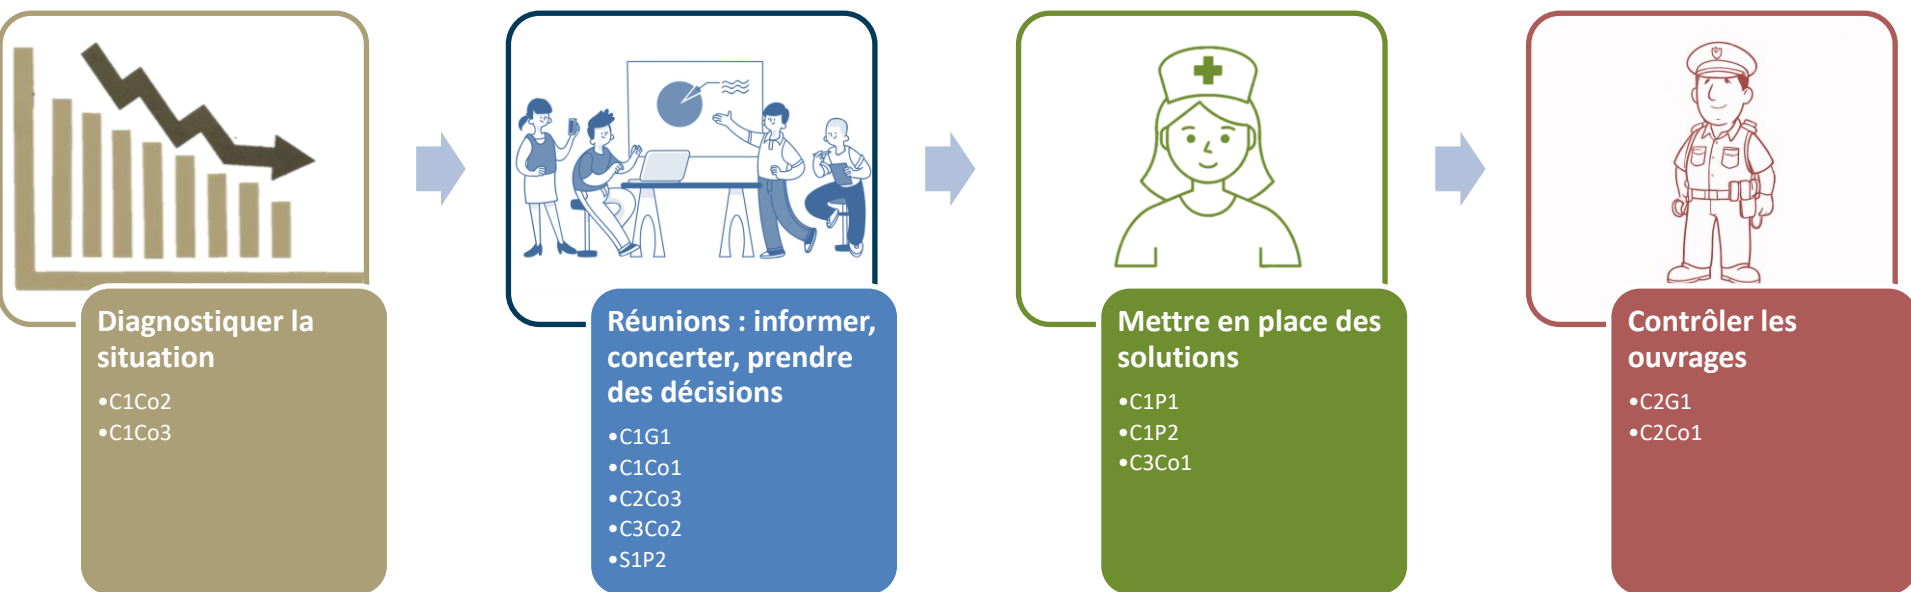 Diagnostiquer la
situation
•C1Co2
•C1Co3
Réunions : informer,
concerter, prendre
des décisions
•C1G1
•C1Co1
•C2Co3
•C3Co2
•S1P2
Mettre en place des
solutions
•C1P1
•C1P2
•C3Co1
Contrôler les
ouvrages
•C2G1
•C2Co1